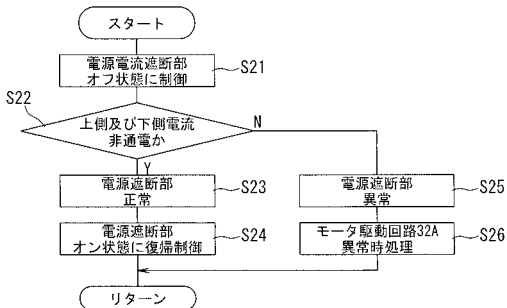 スタート
電源電流遮断部
オフ状態に制御
S21
S22
上側及び下側電流
非通電か
N
Y
電源遮断部
正常
S23
電源遮断部
異常
S25
電源遮断部
オン状態に復帰制御
S24
モータ駆動回路32A
異常時処理
S26
リターン